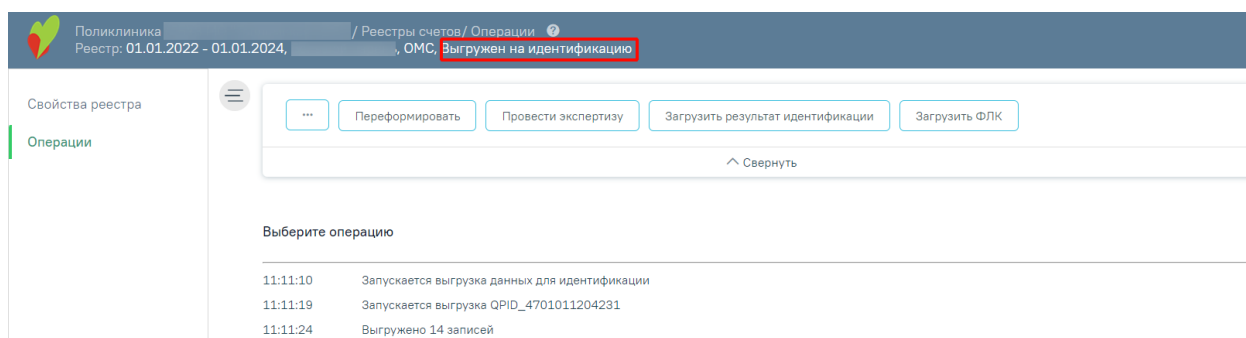 Поликлиника / Реестры счетов/ Операции ?
Реестр: 01.01.2022 - 01.01.2024, , ОМС, Выгружен на идентификацию
Свойства реестра
Операции
... Переформировать Провести экспертизу Загрузить результат идентификации Загрузить ФЛК
Свернуть
Выберите операцию
11:11:10 Запускается выгрузка данных для идентификации
11:11:19 Запускается выгрузка QPID_4701011204231
11:11:24 Выгружено 14 записей